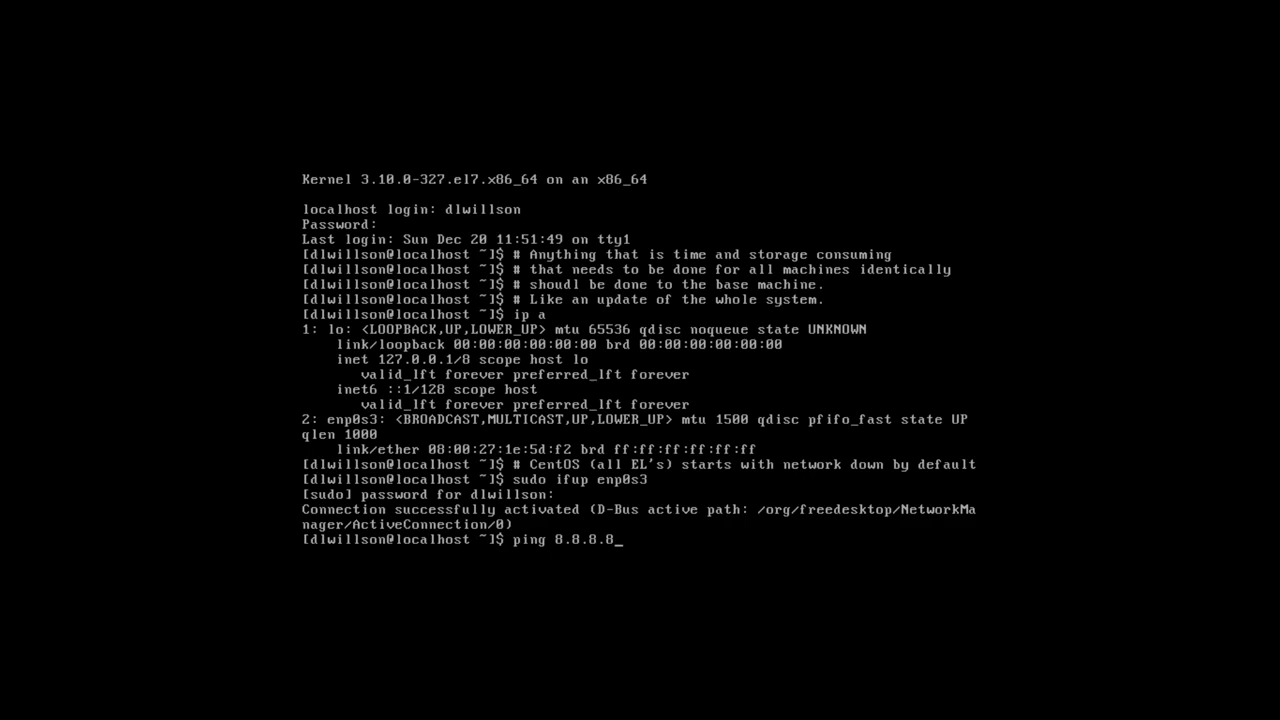 Kernel 3.10.0-327.el7.x86_64 on an x86_64
localhost login: dlwillson
Password:
Last login: Sun Dec 20 11:51:49 on tty1
[dlwillson@localhost ~]$ # Anything that is time and storage consuming
[dlwillson@localhost ~]$ # that needs to be done for all machines identically
[dlwillson@localhost ~]$ # shoudl be done to the base machine.
[dlwillson@localhost ~]$ # Like an update of the whole system.
[dlwillson@localhost ~]$ ip a
1: lo: <LOOPBACK,UP,LOWER_UP> mtu 65536 qdisc noqueue state UNKNOWN
    link/loopback 00:00:00:00:00:00 brd 00:00:00:00:00:00
    inet 127.0.0.1/8 scope host lo
       valid_lft forever preferred_lft forever
    inet6 ::1/128 scope host
       valid_lft forever preferred_lft forever
2: enp0s3: <BROADCAST,MULTICAST,UP,LOWER_UP> mtu 1500 qdisc pfifo_fast state UP
qlen 1000
    link/ether 08:00:27:1e:5d:f2 brd ff:ff:ff:ff:ff:ff
[dlwillson@localhost ~]$ # CentOS (all EL's) starts with network down by default
[dlwillson@localhost ~]$ sudo ifup enp0s3
[sudo] password for dlwillson:
Connection successfully activated (D-Bus active path: /org/freedesktop/NetworkMa
nager/ActiveConnection/0)
[dlwillson@localhost ~]$ ping 8.8.8.8_